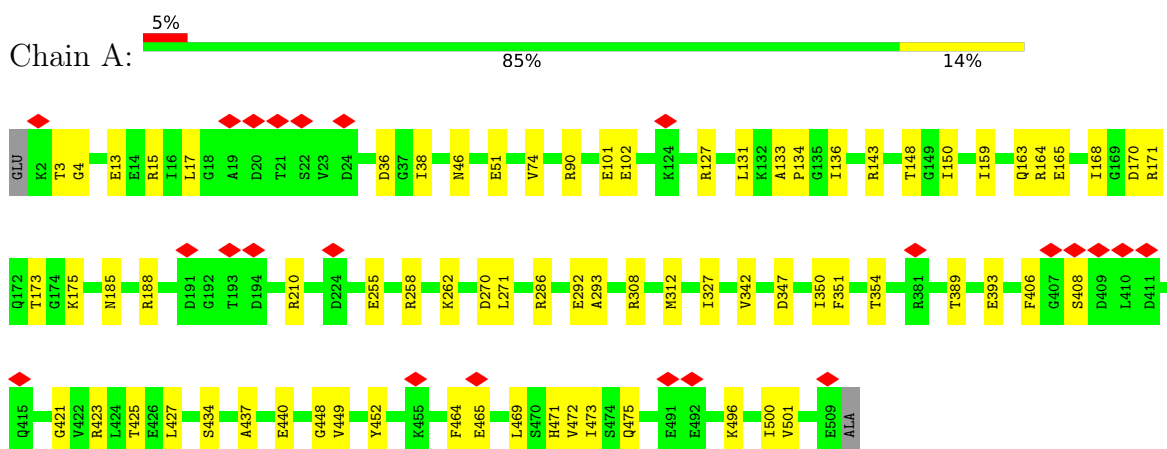 5%
Chain A:
85% 14%
GLU K2 T3 G4 E13 E14 R15 I16 L17 G18 A19 D20 T21 S22 V23 D24 D36 G37 I38 N46 E51 V74 R90 E101 E102 K124 R127 L131 K132 A133 P134 G135 I136 R143 T148 G149 I150 I159 Q163 R164 E165 I168 G169 D170 R171
Q172 T173 G174 K175 N185 R188 D191 G192 T193 D194 R210 D224 E255 R258 K262 D270 L271 R286 E292 A293 R308 M312 I327 V342 D347 I350 F351 T354 R381 T389 E393 F406 G407 S408 D409 L410 D411
Q415 G421 V422 R423 L424 T425 E426 L427 S434 A437 E440 G448 V449 Y452 K455 F464 E465 L469 S470 H471 V472 I473 S474 Q475 E491 E492 K496 I500 V501 E509 ALA